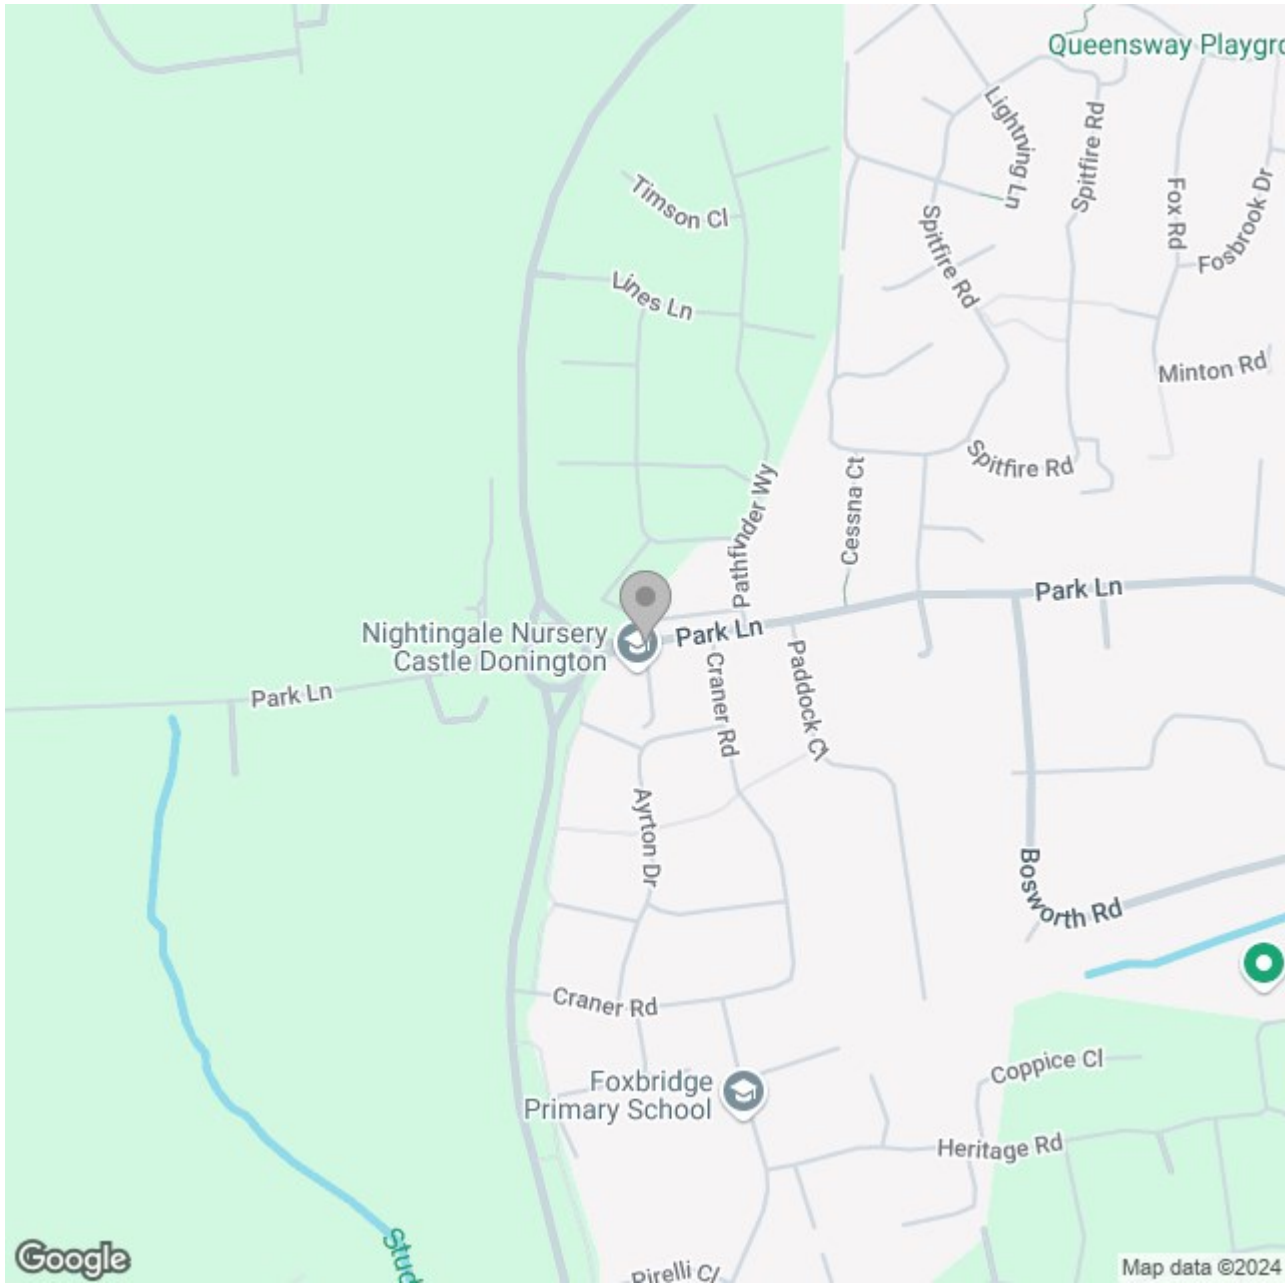 Queensway Playgro
Lightning Ln
Spitfire Rd
Timson Cl
Fox Rd
Fosbrook Dr
Spitfire Rd
Lines Ln
Minton Rd
Spitfire Rd
Cessna Ct
Pathfinder Wy
Park Ln
Nightingale Nursery
Castle Donington
Park Ln
Park Ln
Craner Rd
Paddock Cl
Ayrton Dr
Bosworth Rd
Craner Rd
Coppice Cl
Foxbridge
Primary School
Heritage Rd
Stud
Pirelli Cl
Google
Map data ©2024